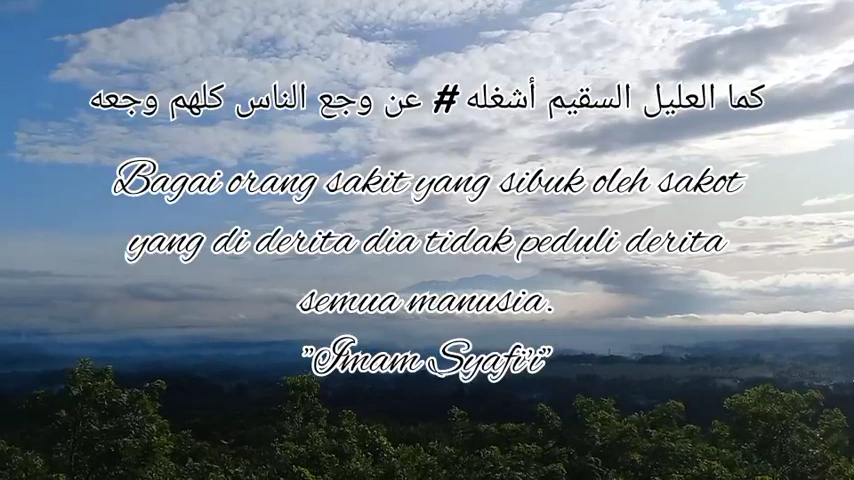 كما العليل السقيم أشغله # عن وجع الناس كلهم وجعه
Bagai orang sakit yang sibuk oleh sakot
yang di derita dia tidak peduli derita
semua manusia.
"Imam Syafi'i"